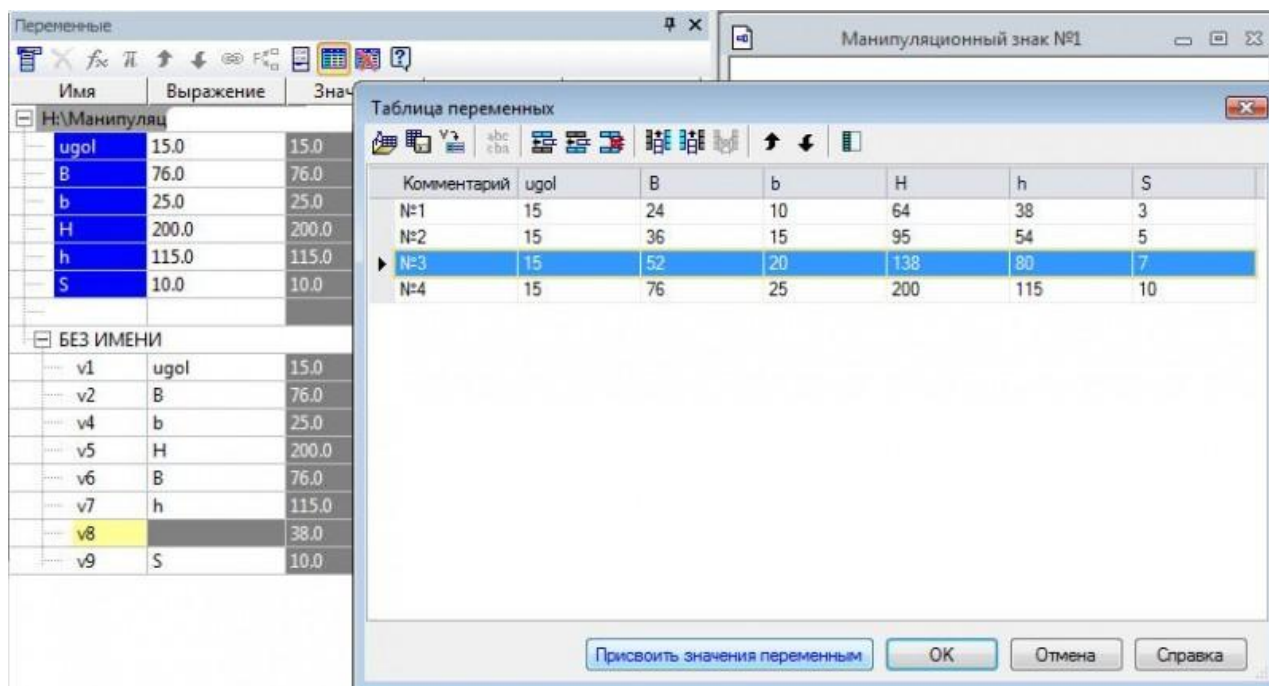 Переменные
Манипуляционный знак №1
Имя Выражение Знач
H:\Манипуляц
ugol 15.0 15.0
B 76.0 76.0
b 25.0 25.0
H 200.0 200.0
h 115.0 115.0
S 10.0 10.0
БЕЗ ИМЕНИ
v1 ugol 15.0
v2 B 76.0
v4 b 25.0
v5 H 200.0
v6 B 76.0
v7 h 115.0
v8 38.0
v9 S 10.0
Таблица переменных
Комментарий ugol B b H h S
№1 15 24 10 64 38 3
№2 15 36 15 95 54 5
№3 15 52 20 138 80 7
№4 15 76 25 200 115 10
Присвоить значения переменным OK Отмена Справка